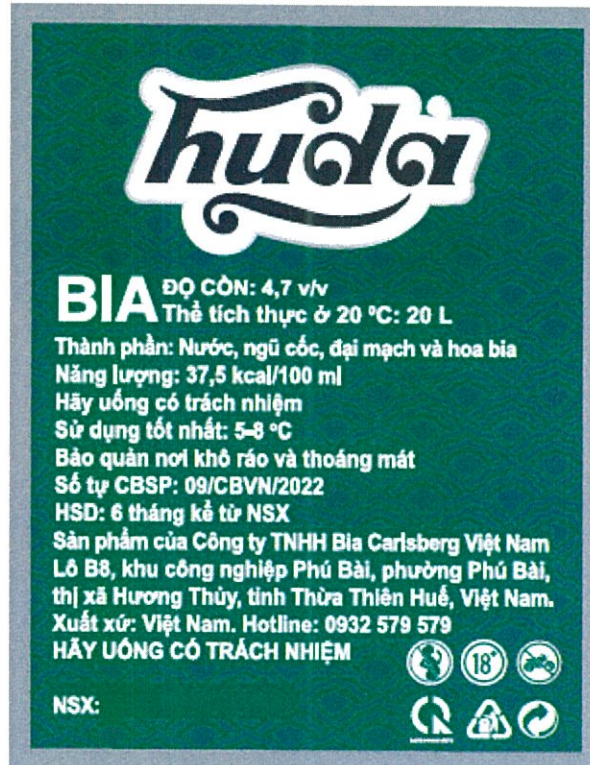 huda
BIA ĐỘ CỒN: 4,7 v/v
Thể tích thực ở 20 ºC: 20 L
Thành phần: Nước, ngũ cốc, đại mạch và hoa bia
Năng lượng: 37,5 kcal/100 ml
Hãy uống có trách nhiệm
Sử dụng tốt nhất: 5-8 ºC
Bảo quản nơi khô ráo và thoáng mát
Số tự CBSP: 09/CBVN/2022
HSD: 6 tháng kể từ NSX
Sản phẩm của Công ty TNHH Bia Carlsberg Việt Nam
Lô B8, khu công nghiệp Phú Bài, phường Phú Bài,
thị xã Hương Thủy, tỉnh Thừa Thiên Huế, Việt Nam.
Xuất xứ: Việt Nam. Hotline: 0932 579 579
HÃY UỐNG CÓ TRÁCH NHIỆM
18+
NSX: